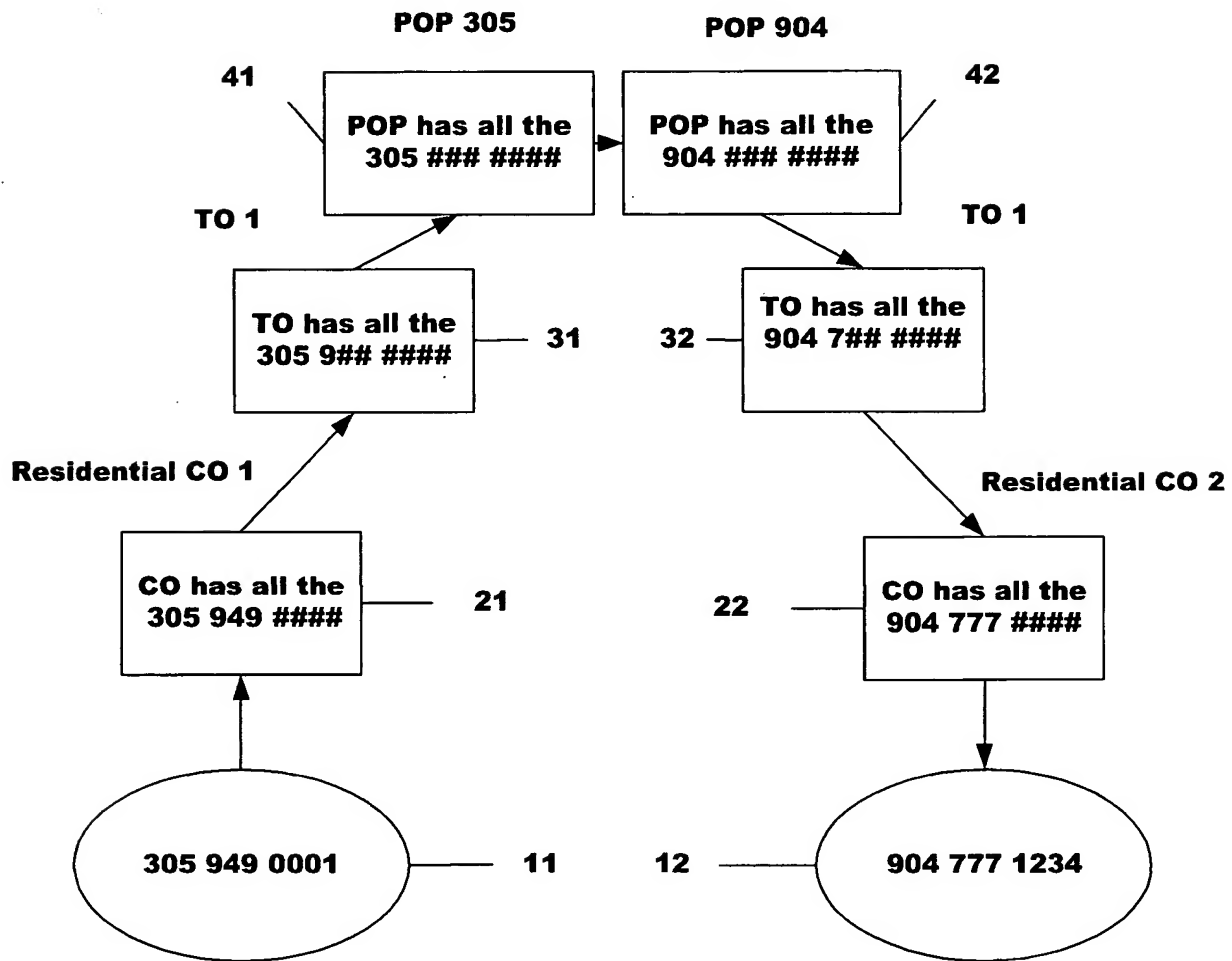 POP 305
POP 904
41
42
POP has all the
305 ### ####
POP has all the
904 ### ####
TO 1
TO 1
TO has all the
305 9## ####
31
32
TO has all the
904 7## ####
Residential CO 1
Residential CO 2
CO has all the
305 949 ####
21
22
CO has all the
904 777 ####
305 949 0001
11
12
904 777 1234